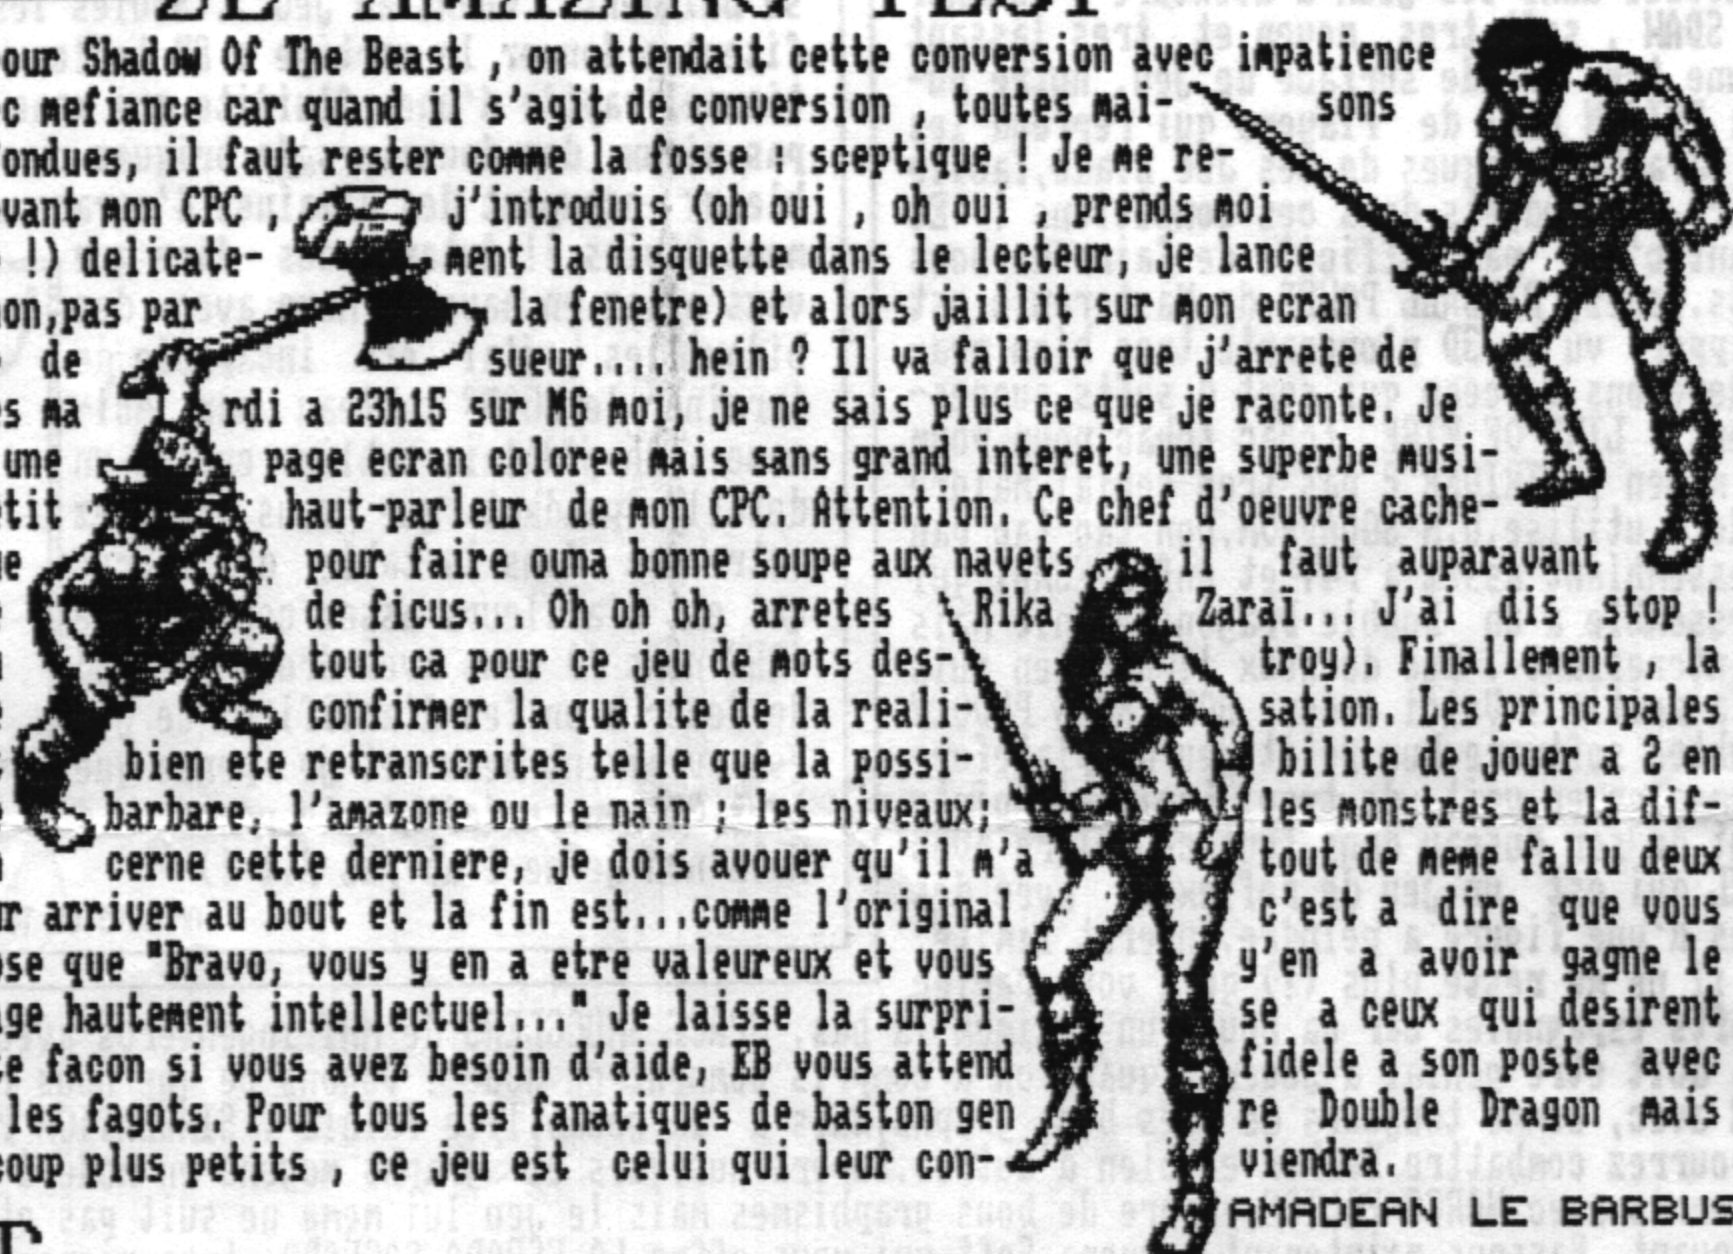 ZE AMAZING TEST
our Shadow Of The Beast , on attendait cette conversion avec impatience
c mefiance car quand il s'agit de conversion , toutes mai- sons
fondues, il faut rester comme la fosse : sceptique ! Je me re-
vant mon CPC , j'introduis (oh oui , oh oui , prends moi
!) delicate- ment la disquette dans le lecteur, je lance
non,pas par la fenetre) et alors jaillit sur mon ecran
de sueur.... hein ? Il va falloir que j'arrete de
es ma rdi a 23h15 sur M6 moi, je ne sais plus ce que je raconte. Je
une page ecran coloree mais sans grand interet, une superbe musi-
etit haut-parleur de mon CPC. Attention. Ce chef d'oeuvre cache-
ue pour faire ouma bonne soupe aux navets il faut auparavant
de ficus... Oh oh oh, arretes Rika Zaraï... J'ai dis stop !
tout ca pour ce jeu de mots des- troy). Finallement , la
confirmer la qualite de la reali- sation. Les principales
bien ete retranscrites telle que la possi- bilite de jouer a 2 en
barbare, l'amazone ou le nain ; les niveaux; les monstres et la dif-
cerne cette derniere, je dois avouer qu'il m'a tout de meme fallu deux
ur arriver au bout et la fin est...comme l'original c'est a dire que vous
ose que "Bravo, vous y en a etre valeureux et vous y'en a avoir gagne le
age hautement intellectuel..." Je laisse la surpri- se a ceux qui desirent
te facon si vous avez besoin d'aide, EB vous attend fidele a son poste avec
les fagots. Pour tous les fanatiques de baston gen re Double Dragon mais
coup plus petits , ce jeu est celui qui leur con- viendra.
AMADEAN LE BARBUS